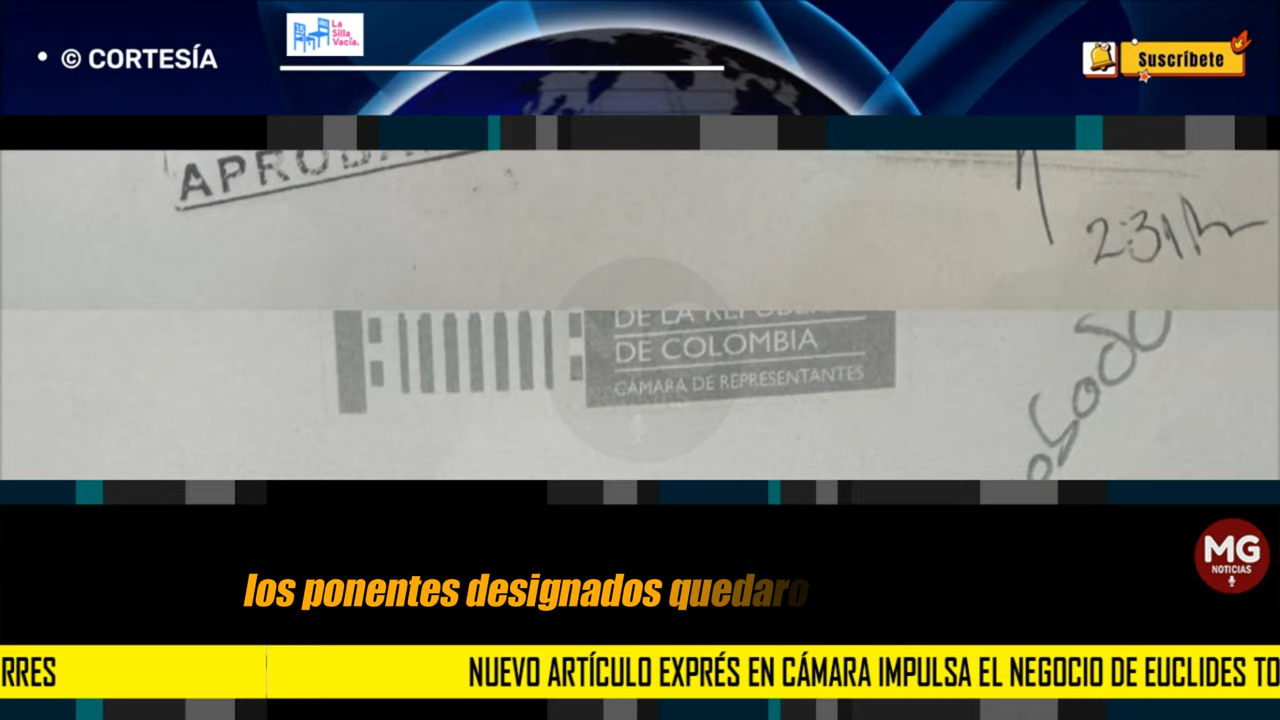 • © CORTESÍA
La
Silla
Vacía.
Suscríbete
2:31
DE COLOMBIA
CÁMARA DE REPRESENTANTES
los ponentes designados quedaro
MG
NOTICIAS
RRES
NUEVO ARTÍCULO EXPRÉS EN CÁMARA IMPULSA EL NEGOCIO DE EUCLIDES TO